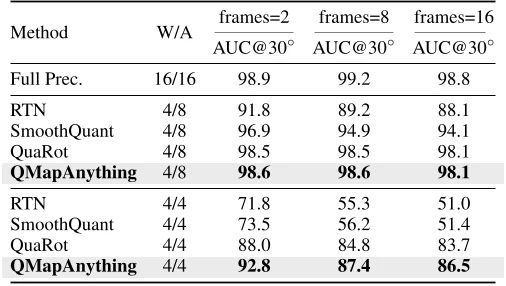 Method W/A frames=2 frames=8 frames=16
AUC@30° AUC@30° AUC@30°
Full Prec. 16/16 98.9 99.2 98.8
RTN 4/8 91.8 89.2 88.1
SmoothQuant 4/8 96.9 94.9 94.1
QuaRot 4/8 98.5 98.5 98.1
QMapAnything 4/8 98.6 98.6 98.1
RTN 4/4 71.8 55.3 51.0
SmoothQuant 4/4 73.5 56.2 51.4
QuaRot 4/4 88.0 84.8 83.7
QMapAnything 4/4 92.8 87.4 86.5